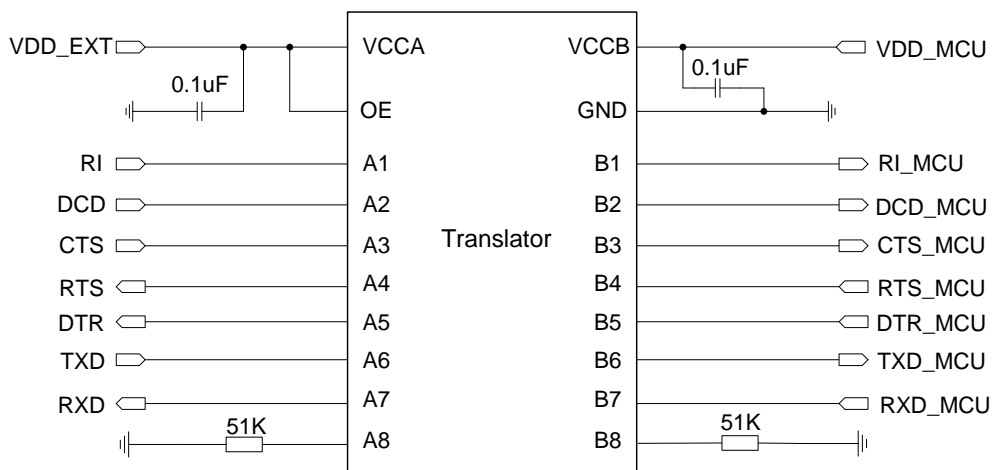 VDD_EXT VCCA VCCB VDD_MCU
0.1uF 0.1uF
OE GND
RI A1 B1 RI_MCU
DCD A2 B2 DCD_MCU
CTS A3 Translator B3 CTS_MCU
RTS A4 B4 RTS_MCU
DTR A5 B5 DTR_MCU
TXD A6 B6 TXD_MCU
RXD A7 B7 RXD_MCU
51K A8 B8 51K